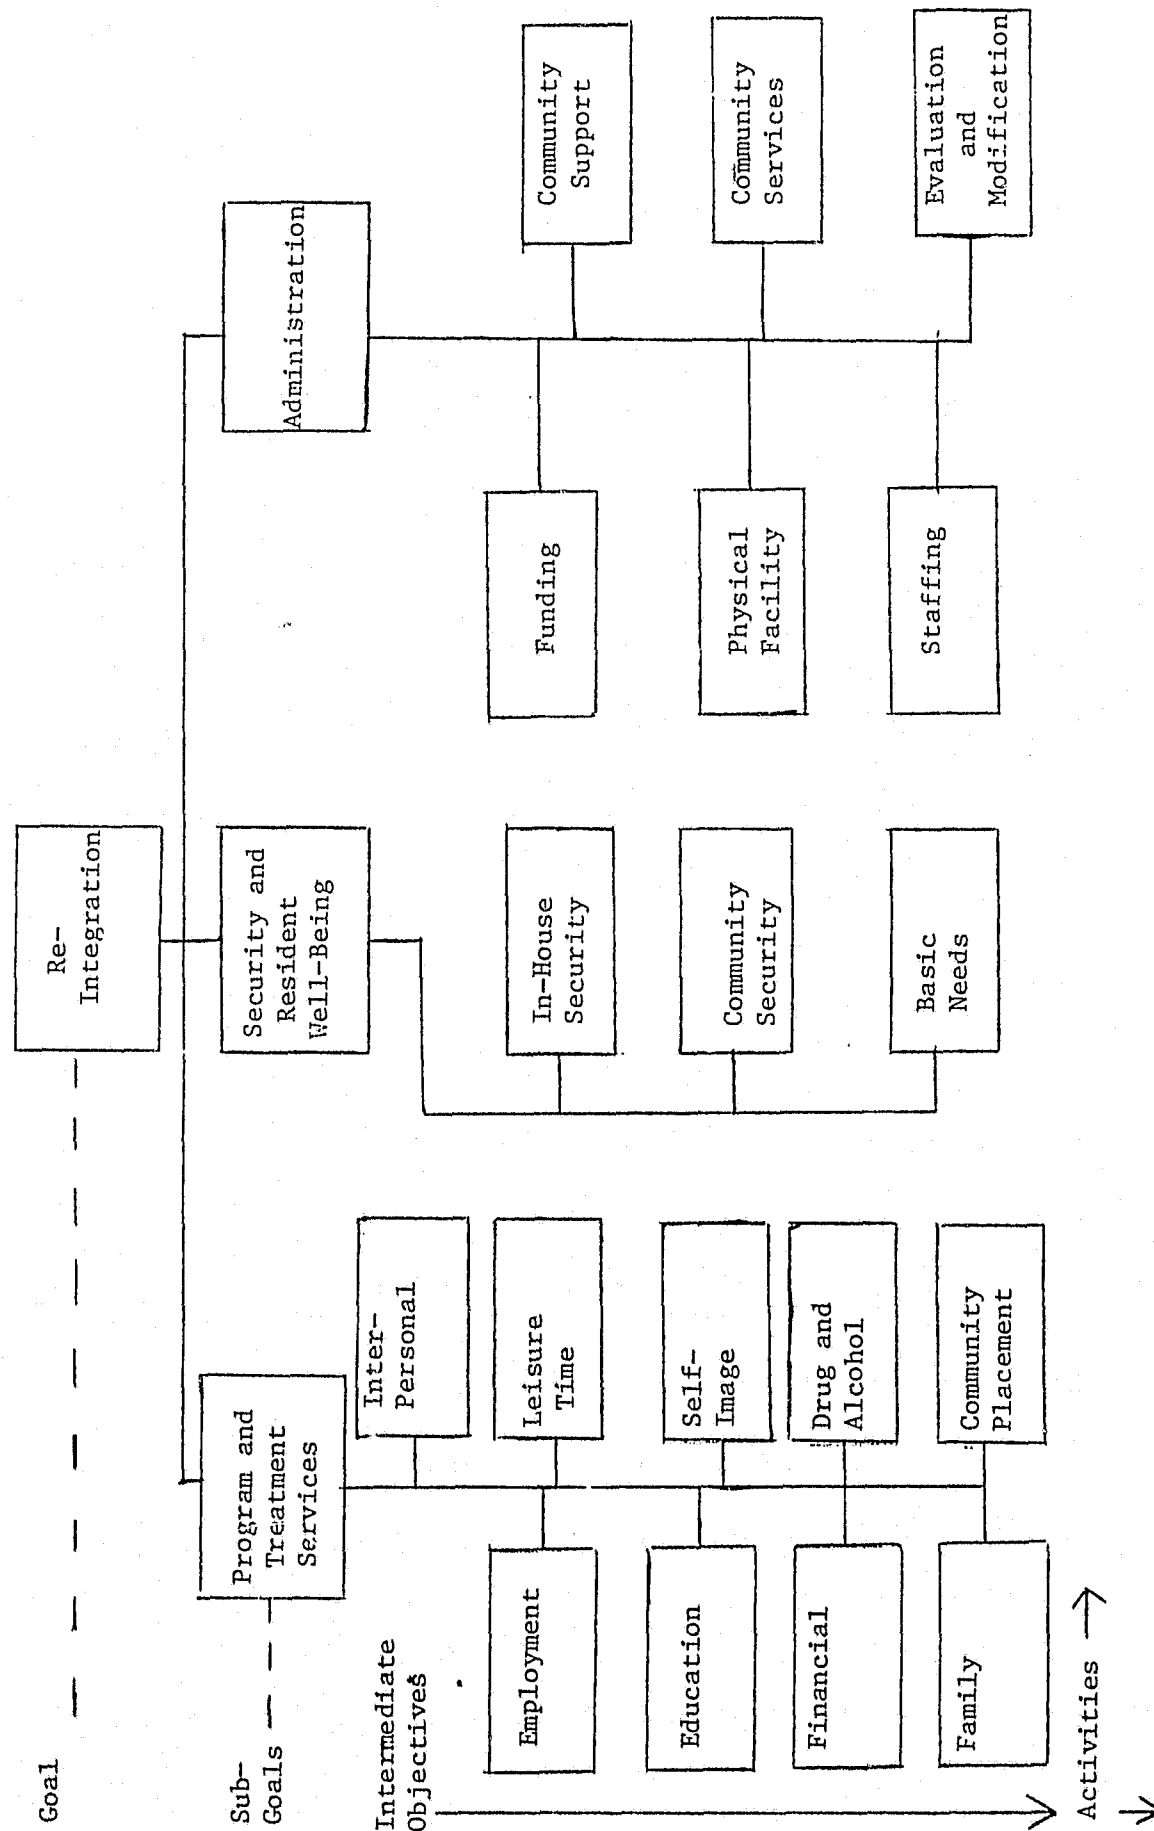 Goal
Re-
Integration
Sub-
Goals
Program and
Treatment
Services
Security and
Resident
Well-Being
Administration
Intermediate
Objectives
Inter-
Personal
Employment
Leisure
Time
Education
Self-
Image
Financial
Drug and
Alcohol
Family
Community
Placement
In-House
Security
Community
Security
Basic
Needs
Funding
Community
Support
Physical
Facility
Community
Services
Staffing
Evaluation
and
Modification
Activities